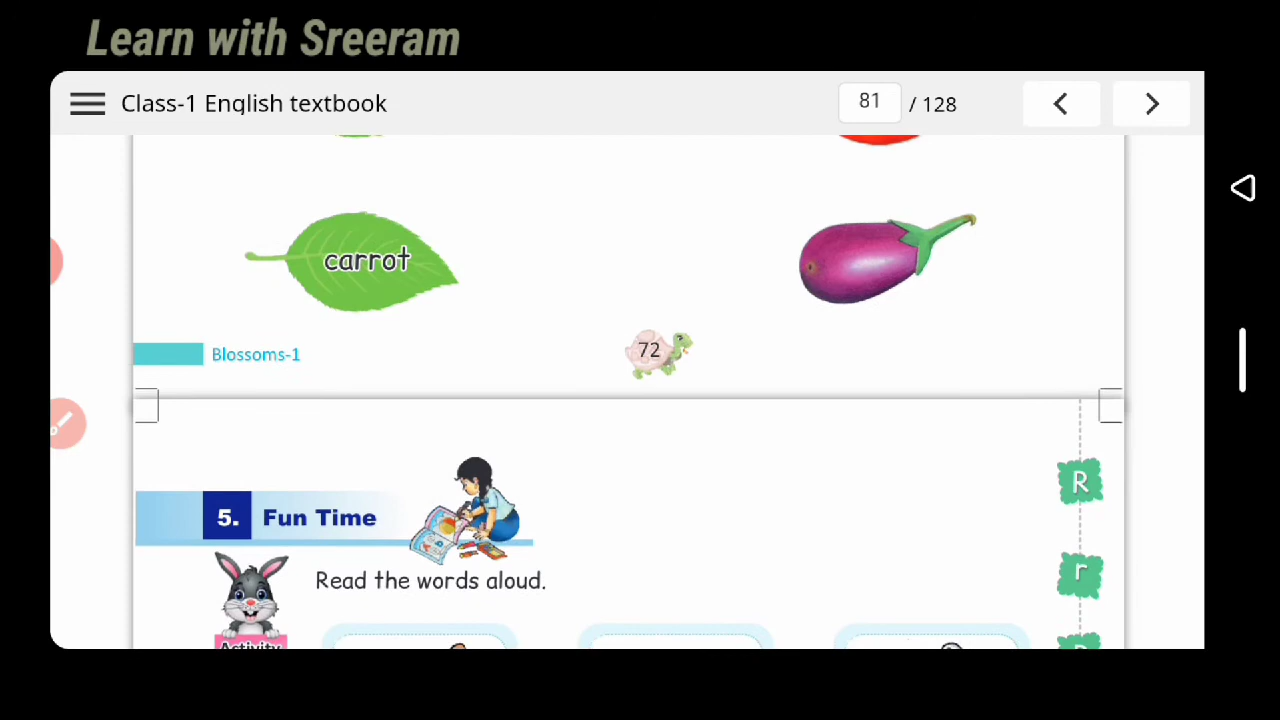 Learn with Sreeram
Class-1 English textbook
81 / 128
carrot
Blossoms-1
72
R
5. Fun Time
r
Read the words aloud.
Activity